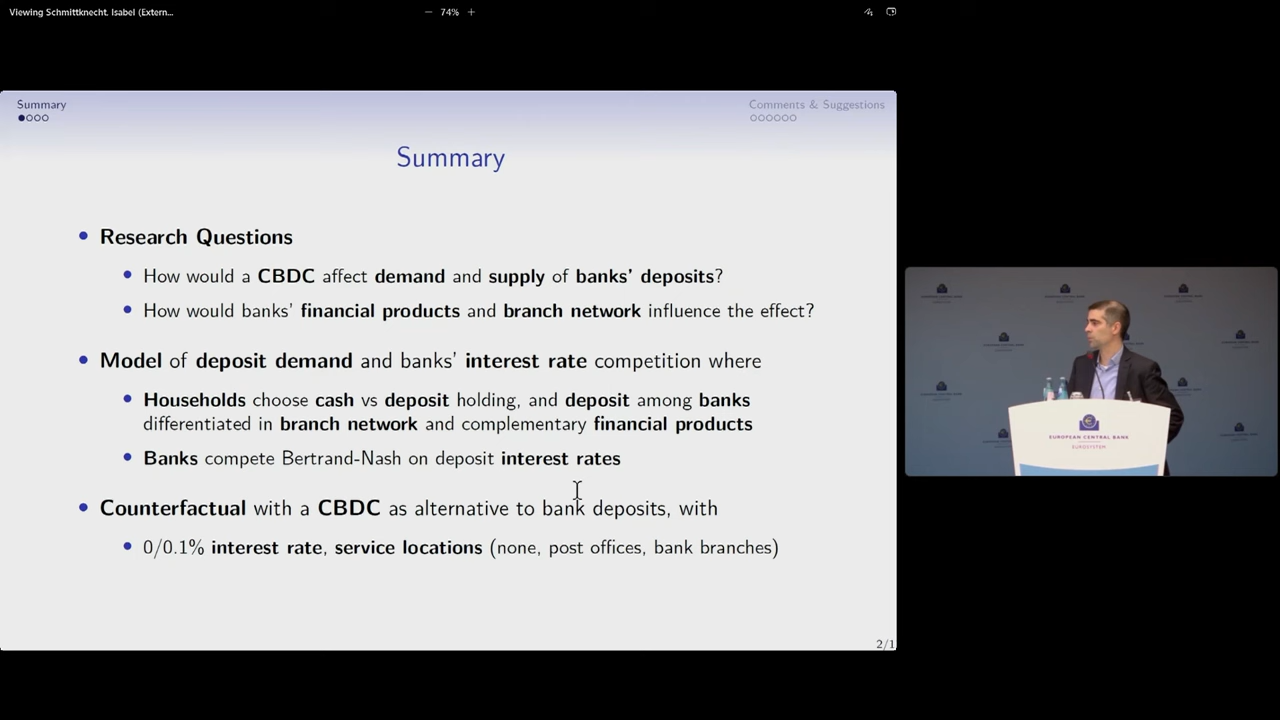 Viewing Schmittknecht, Isabel (Extern...
74%
Summary
Comments & Suggestions
Summary
Research Questions
How would a CBDC affect demand and supply of banks' deposits?
How would banks' financial products and branch network influence the effect?
Model of deposit demand and banks' interest rate competition where
Households choose cash vs deposit holding, and deposit among banks
differentiated in branch network and complementary financial products
Banks compete Bertrand-Nash on deposit interest rates
Counterfactual with a CBDC as alternative to bank deposits, with
0/0.1% interest rate, service locations (none, post offices, bank branches)
2/1
EUROPEAN CENTRAL BANK
EUROSYSTEM